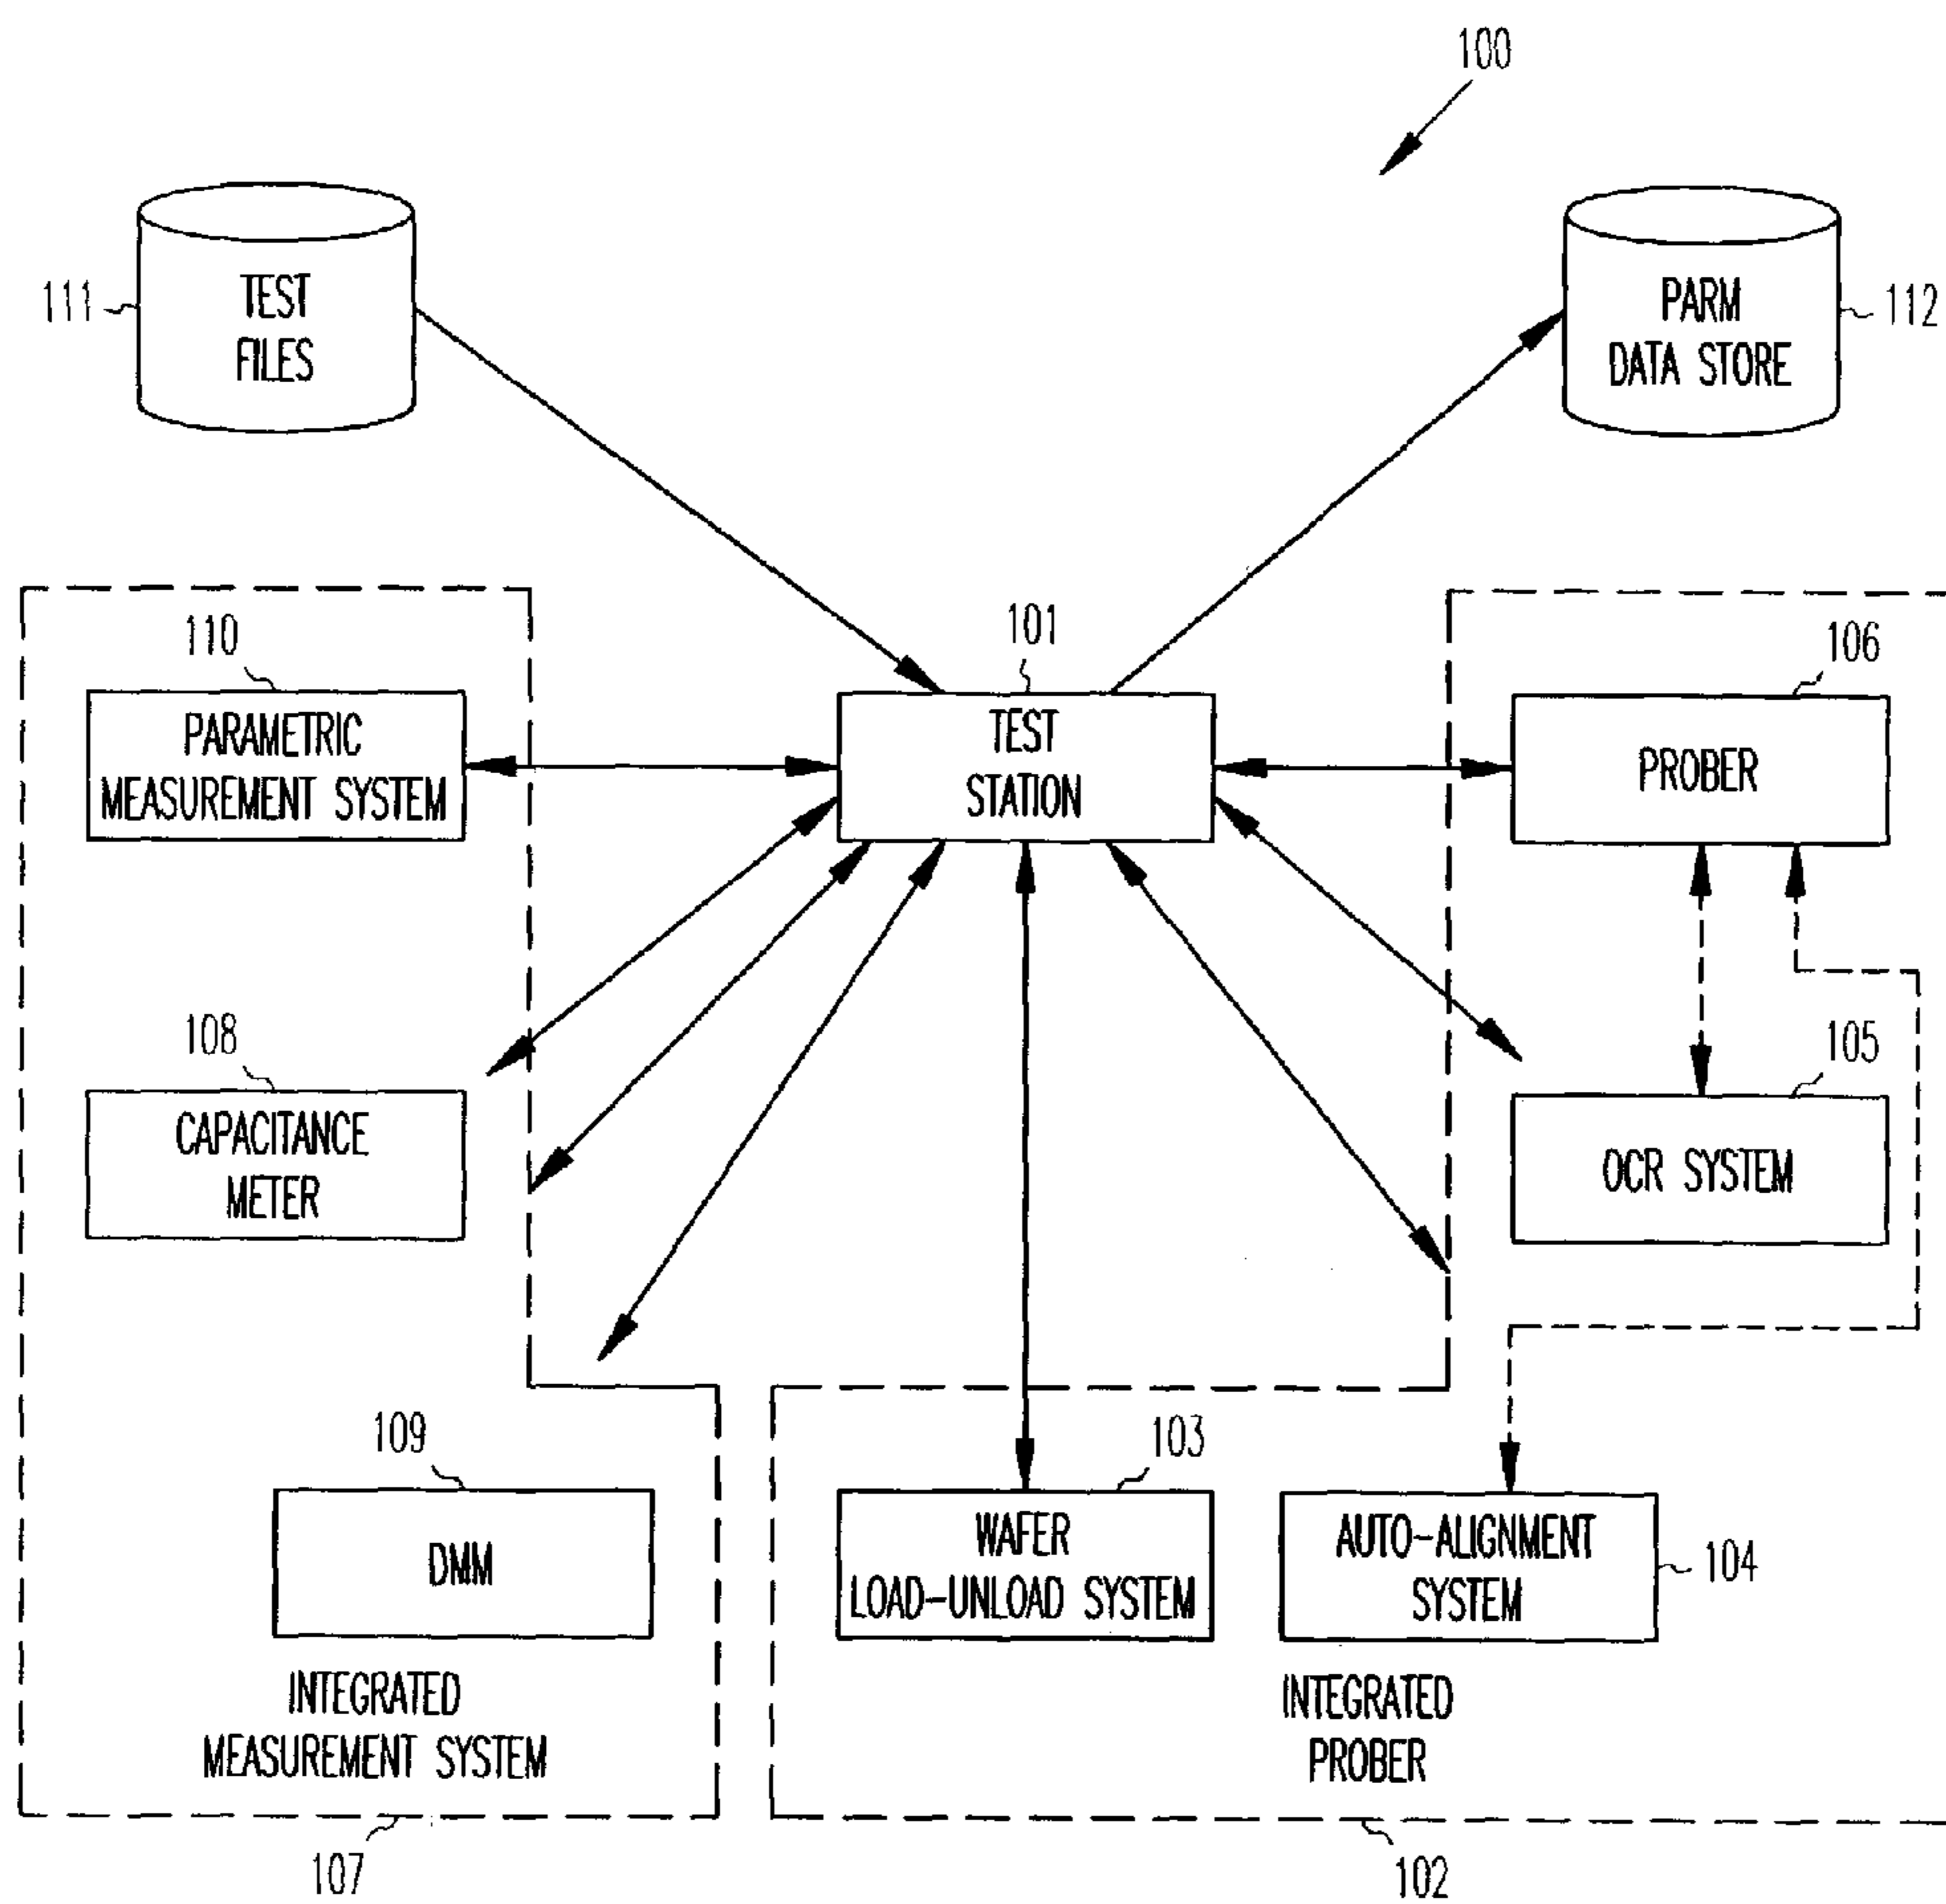 100
111
TEST
FILES
PARM
DATA STORE
112
110
PARAMETRIC
MEASUREMENT SYSTEM
101
TEST
STATION
106
PROBER
108
CAPACITANCE
METER
105
OCR SYSTEM
109
DMM
103
WAFER
LOAD-UNLOAD SYSTEM
AUTO-ALIGNMENT
SYSTEM
104
INTEGRATED
MEASUREMENT SYSTEM
INTEGRATED
PROBER
107
102